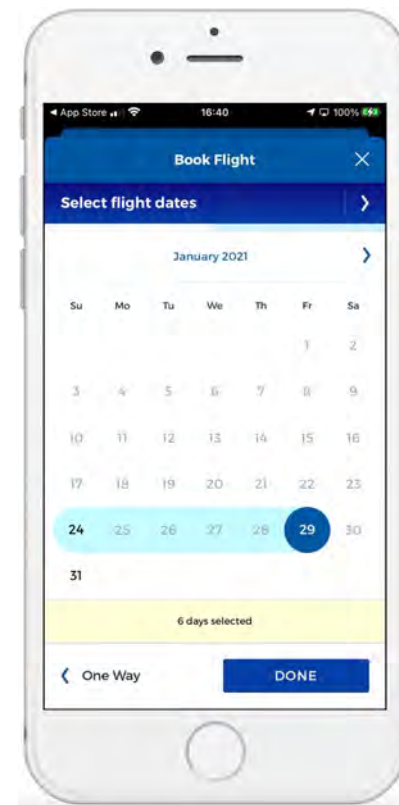 ◀ App Store 16:40 100%
Book Flight
Select flight dates
January 2021
Su Mo Tu We Th Fr Sa
1 2
3 4 5 6 7 8 9
10 11 12 13 14 15 16
17 18 19 20 21 22 23
24 25 26 27 28 29 30
31
6 days selected
One Way DONE